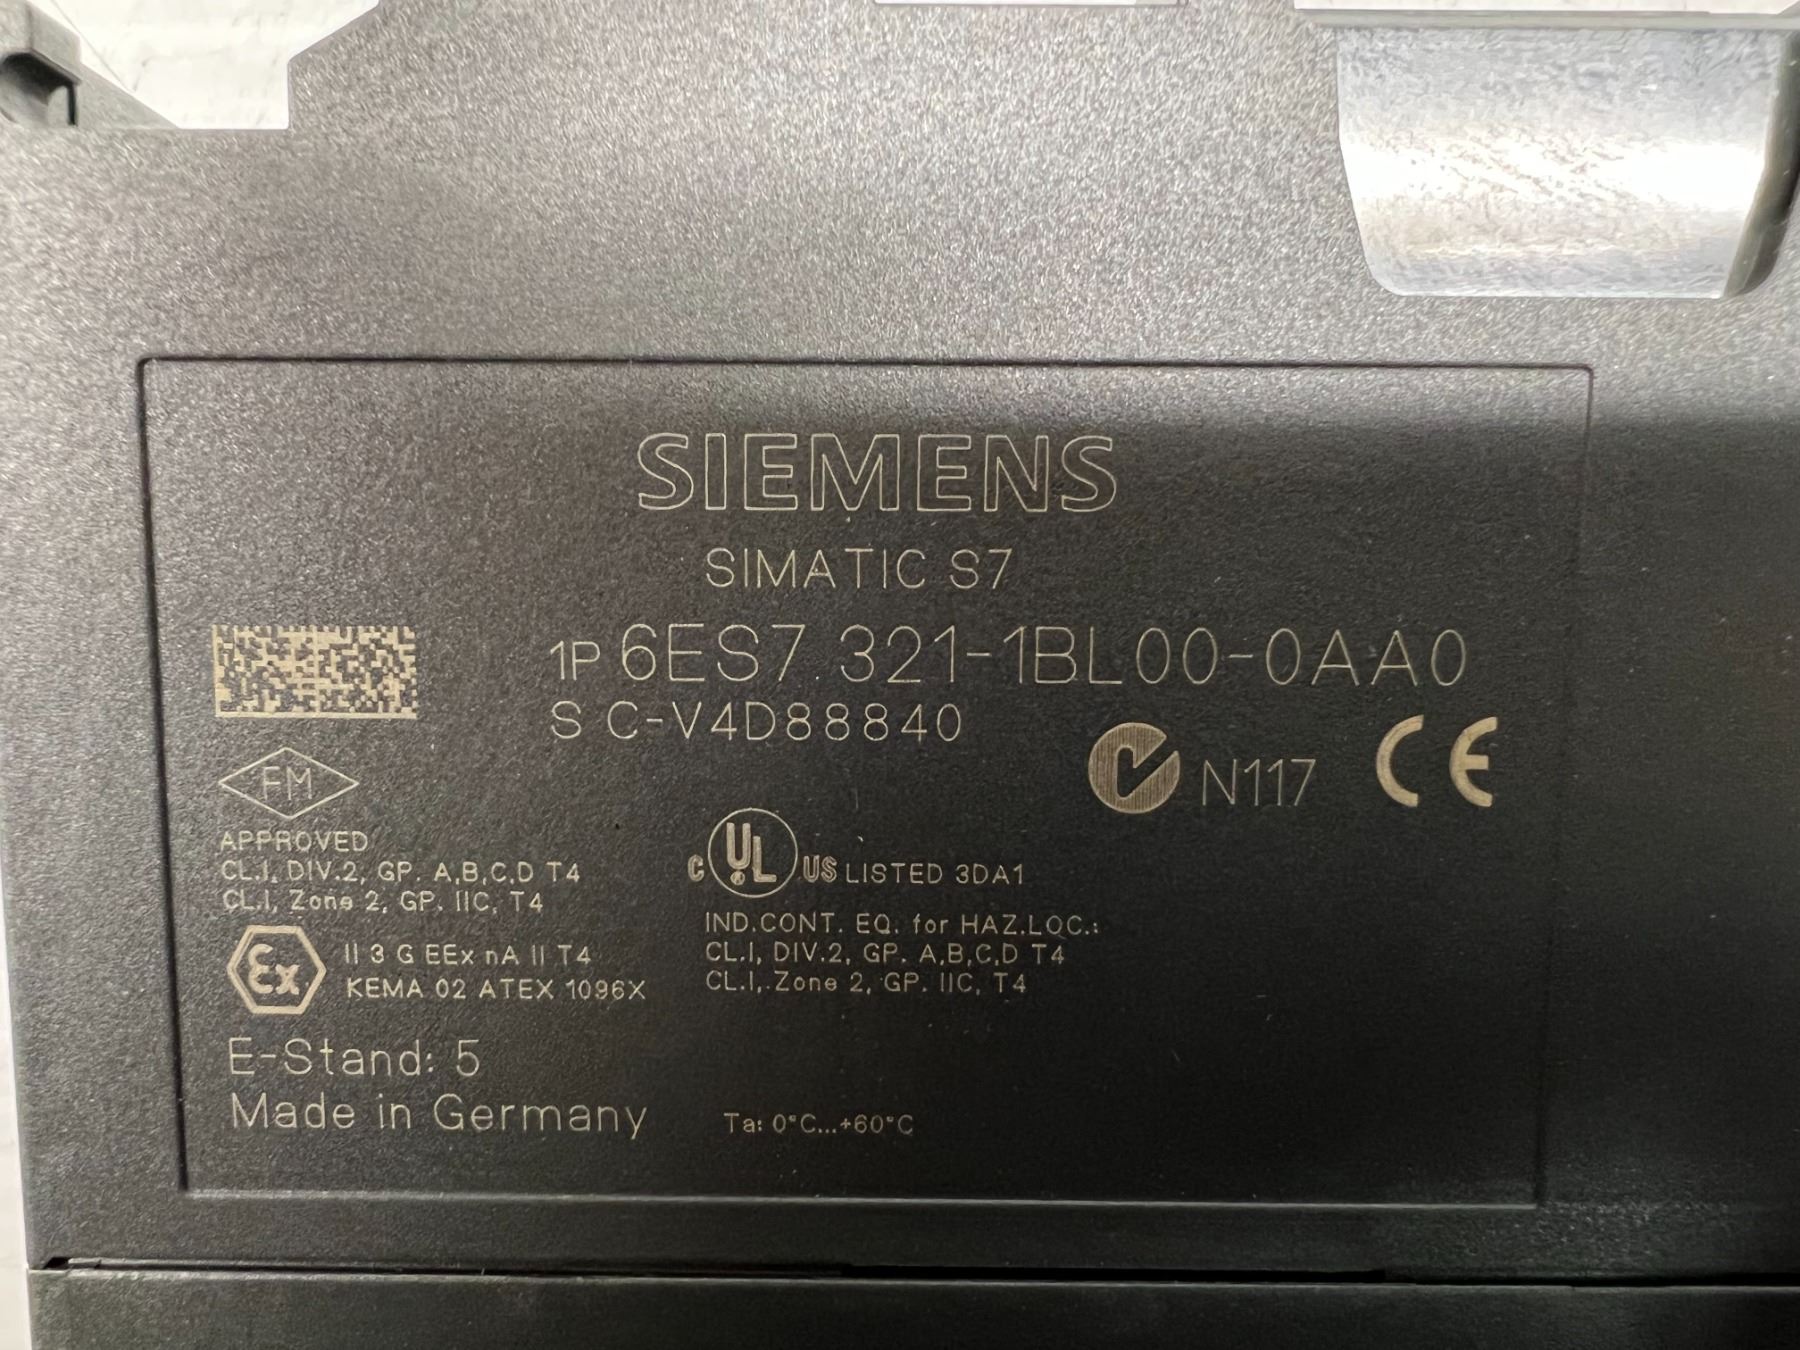 SIEMENS
SIMATIC S7
1P 6ES7 321-1BL00-0AA0
S C-V4D88840
N117 CE
FM
APPROVED
CL.I, DIV.2, GP. A,B,C,D T4
CL.I, Zone 2, GP. IIC, T4
c UL US LISTED 3DA1
IND.CONT. EQ. for HAZ.LOC.:
CL.I, DIV.2, GP. A,B,C,D T4
CL.I, Zone 2, GP. IIC, T4
Ex II 3 G EEx nA II T4
KEMA 02 ATEX 1096X
E-Stand: 5
Made in Germany
Ta: 0°C...+60°C